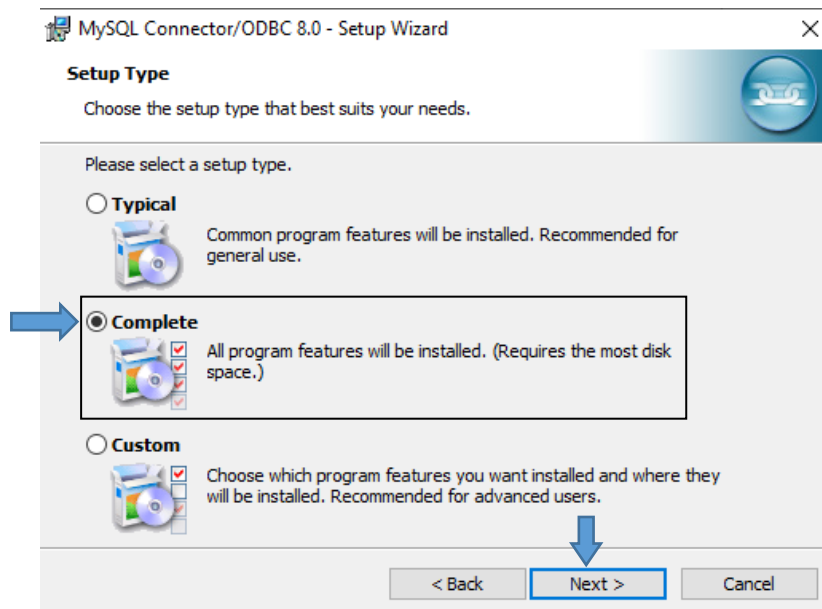 MySQL Connector/ODBC 8.0 - Setup Wizard
Setup Type
Choose the setup type that best suits your needs.
Please select a setup type.
Typical
Common program features will be installed. Recommended for
general use.
Complete
All program features will be installed. (Requires the most disk
space.)
Custom
Choose which program features you want installed and where they
will be installed. Recommended for advanced users.
< Back Next > Cancel